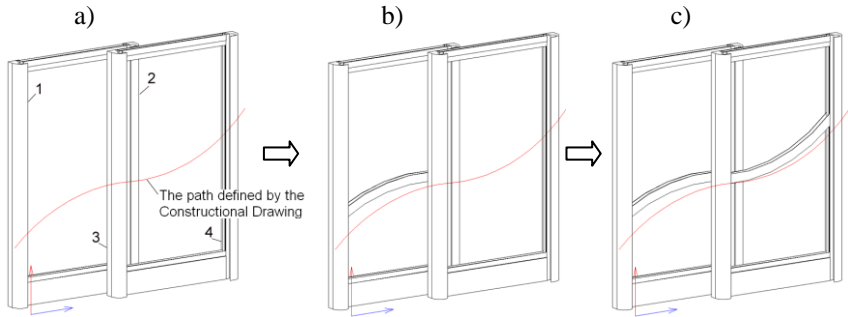 a) b) c)
1
2
The path defined by the
Constructional Drawing
3
4